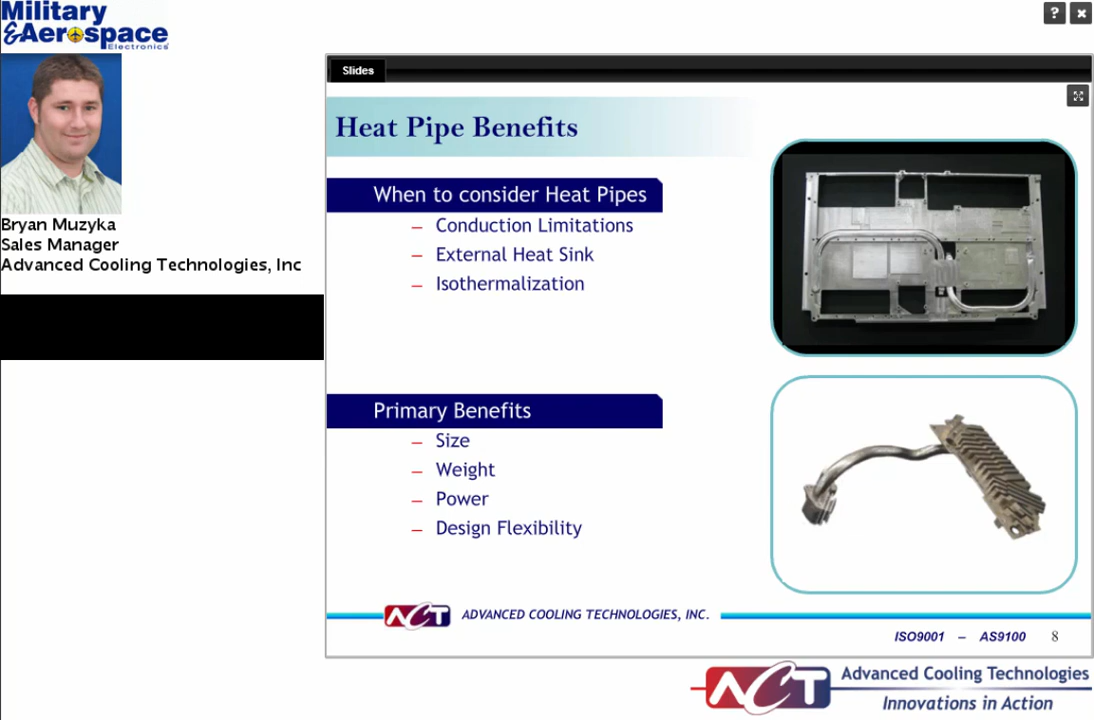 Military
&Aerospace
Electronics
? ×
Bryan Muzyka
Sales Manager
Advanced Cooling Technologies, Inc
Slides
Heat Pipe Benefits
When to consider Heat Pipes
– Conduction Limitations
– External Heat Sink
– Isothermalization
Primary Benefits
– Size
– Weight
– Power
– Design Flexibility
ACT ADVANCED COOLING TECHNOLOGIES, INC.
ISO9001 – AS9100 8
ACT Advanced Cooling Technologies
Innovations in Action